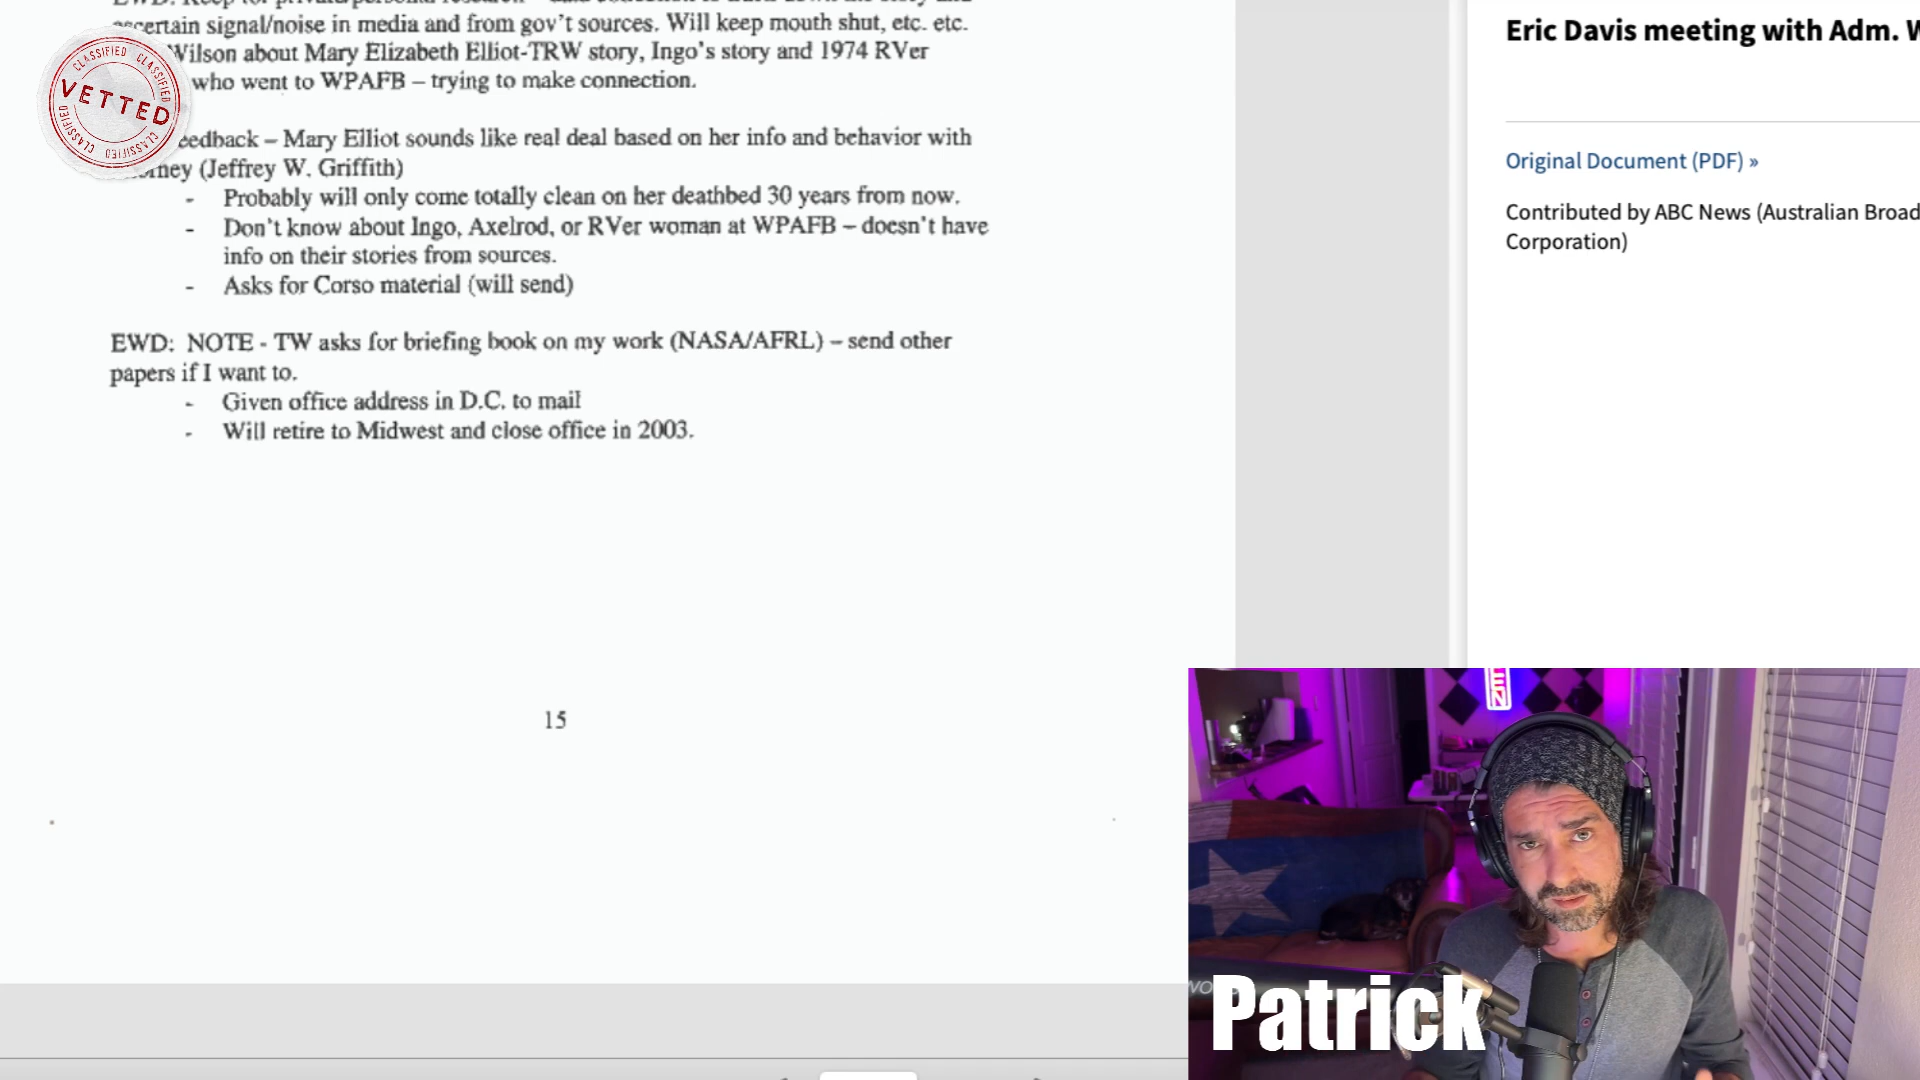 ascertain signal/noise in media and from gov't sources. Will keep mouth shut, etc. etc.
Wilson about Mary Elizabeth Elliot-TRW story, Ingo's story and 1974 RVer
who went to WPAFB – trying to make connection.
eedback – Mary Elliot sounds like real deal based on her info and behavior with
rney (Jeffrey W. Griffith)
- Probably will only come totally clean on her deathbed 30 years from now.
- Don't know about Ingo, Axelrod, or RVer woman at WPAFB – doesn't have
info on their stories from sources.
- Asks for Corso material (will send)
EWD: NOTE - TW asks for briefing book on my work (NASA/AFRL) – send other
papers if I want to.
- Given office address in D.C. to mail
- Will retire to Midwest and close office in 2003.
15
CLASSIFIED CLASSIFIED
VETTED
CLASSIFIED CLASSIFIED
Eric Davis meeting with Adm. W
Original Document (PDF) »
Contributed by ABC News (Australian Broad
Corporation)
Patrick